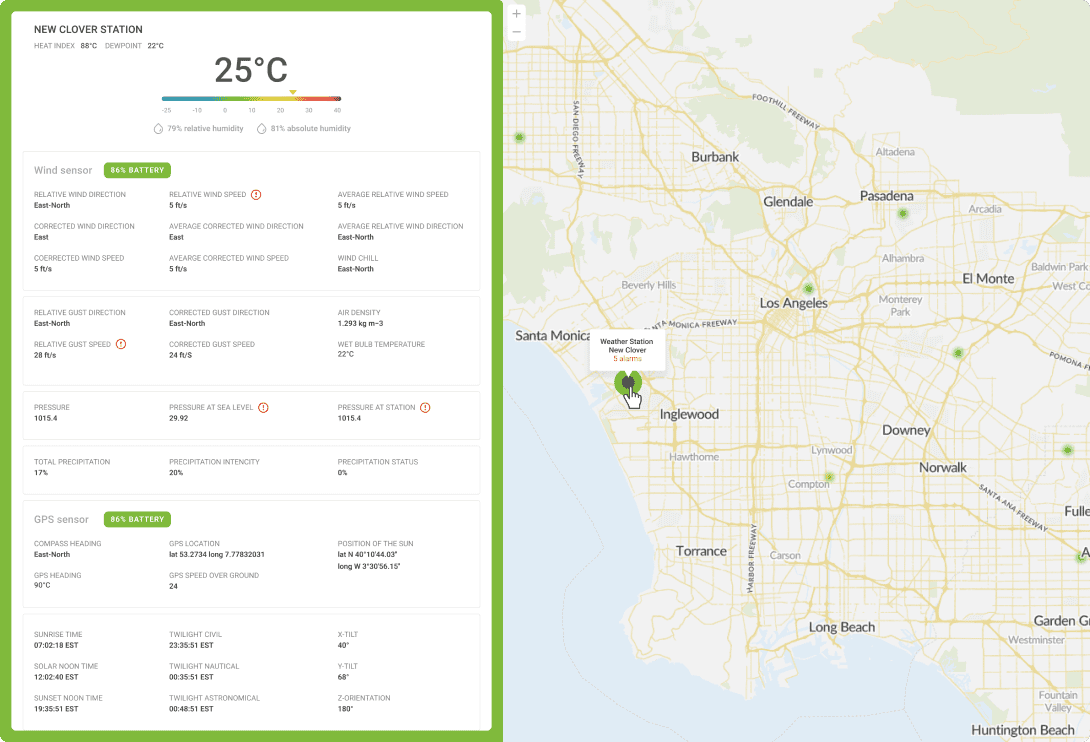 NEW CLOVER STATION
HEAT INDEX 88°C DEWPOINT 22°C
25°C
-25 -10 0 10 20 30 40
79% relative humidity 81% absolute humidity
Wind sensor 86% BATTERY
RELATIVE WIND DIRECTION RELATIVE WIND SPEED AVERAGE RELATIVE WIND SPEED
East-North 5 ft/s 5 ft/s
CORRECTED WIND DIRECTION AVERAGE CORRECTED WIND DIRECTION AVERAGE RELATIVE WIND DIRECTION
East East East-North
COERRECTED WIND SPEED AVEARGE CORRECTED WIND SPEED WIND CHILL
5 ft/s 5 ft/s East-North
RELATIVE GUST DIRECTION CORRECTED GUST DIRECTION AIR DENSITY
East-North East-North 1.293 kg m−3
RELATIVE GUST SPEED CORRECTED GUST SPEED WET BULB TEMPERATURE
28 ft/s 24 ft/S 22°C
PRESSURE PRESSURE AT SEA LEVEL PRESSURE AT STATION
1015.4 29.92 1015.4
TOTAL PRECIPITATION PRECIPITATION INTENCITY PRECIPITATION STATUS
17% 20% 0%
GPS sensor 86% BATTERY
COMPASS HEADING GPS LOCATION POSITION OF THE SUN
East-North lat 53.2734 long 7.77832031 lat N 40°10'44.03"
long W 3°30'56.15"
GPS HEADING GPS SPEED OVER GROUND
90°C 24
SUNRISE TIME TWILIGHT CIVIL X-TILT
07:02:18 EST 23:35:51 EST 40°
SOLAR NOON TIME TWILIGHT NAUTICAL Y-TILT
12:02:40 EST 00:35:51 EST 68°
SUNSET NOON TIME TWILIGHT ASTRONOMICAL Z-ORIENTATION
19:35:51 EST 00:48:51 EST 180°
+
−
SAN DIEGO FREEWAY
FOOTHILL FREEWAY
Burbank
Altadena
Glendale
Pasadena
Arcadia
Alhambra
Baldwin Park
El Monte
West Co
Beverly Hills
Los Angeles
Monterey
Park
Santa Monica
NTA MONICA FREEWAY
Weather Station
New Clover
5 alarms
POMONA F
Inglewood
Downey
Hawthorne
Lynwood
Norwalk
Compton
SANTA ANA FREEWAY
Fulle
Torrance
Carson
HARBOR FREEWAY
A
Long Beach
Garden G
Westminster
Fountain
Valley
Huntington Beach